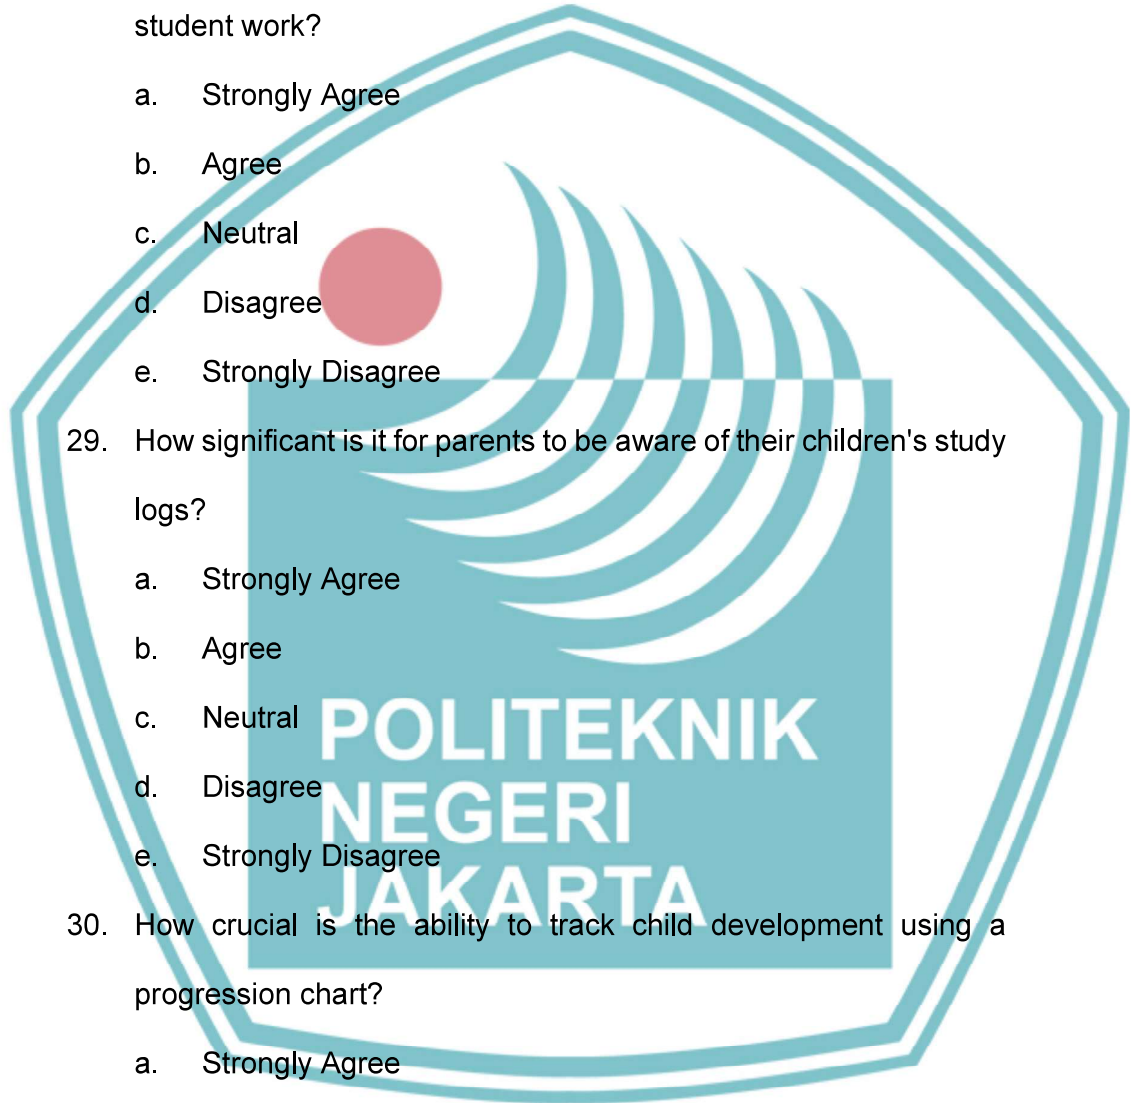 student work?
a. Strongly Agree
b. Agree
c. Neutral
d. Disagree
e. Strongly Disagree
29. How significant is it for parents to be aware of their children's study
logs?
a. Strongly Agree
b. Agree
c. Neutral
d. Disagree
e. Strongly Disagree
30. How crucial is the ability to track child development using a
progression chart?
a. Strongly Agree
POLITEKNIK
NEGERI
JAKARTA